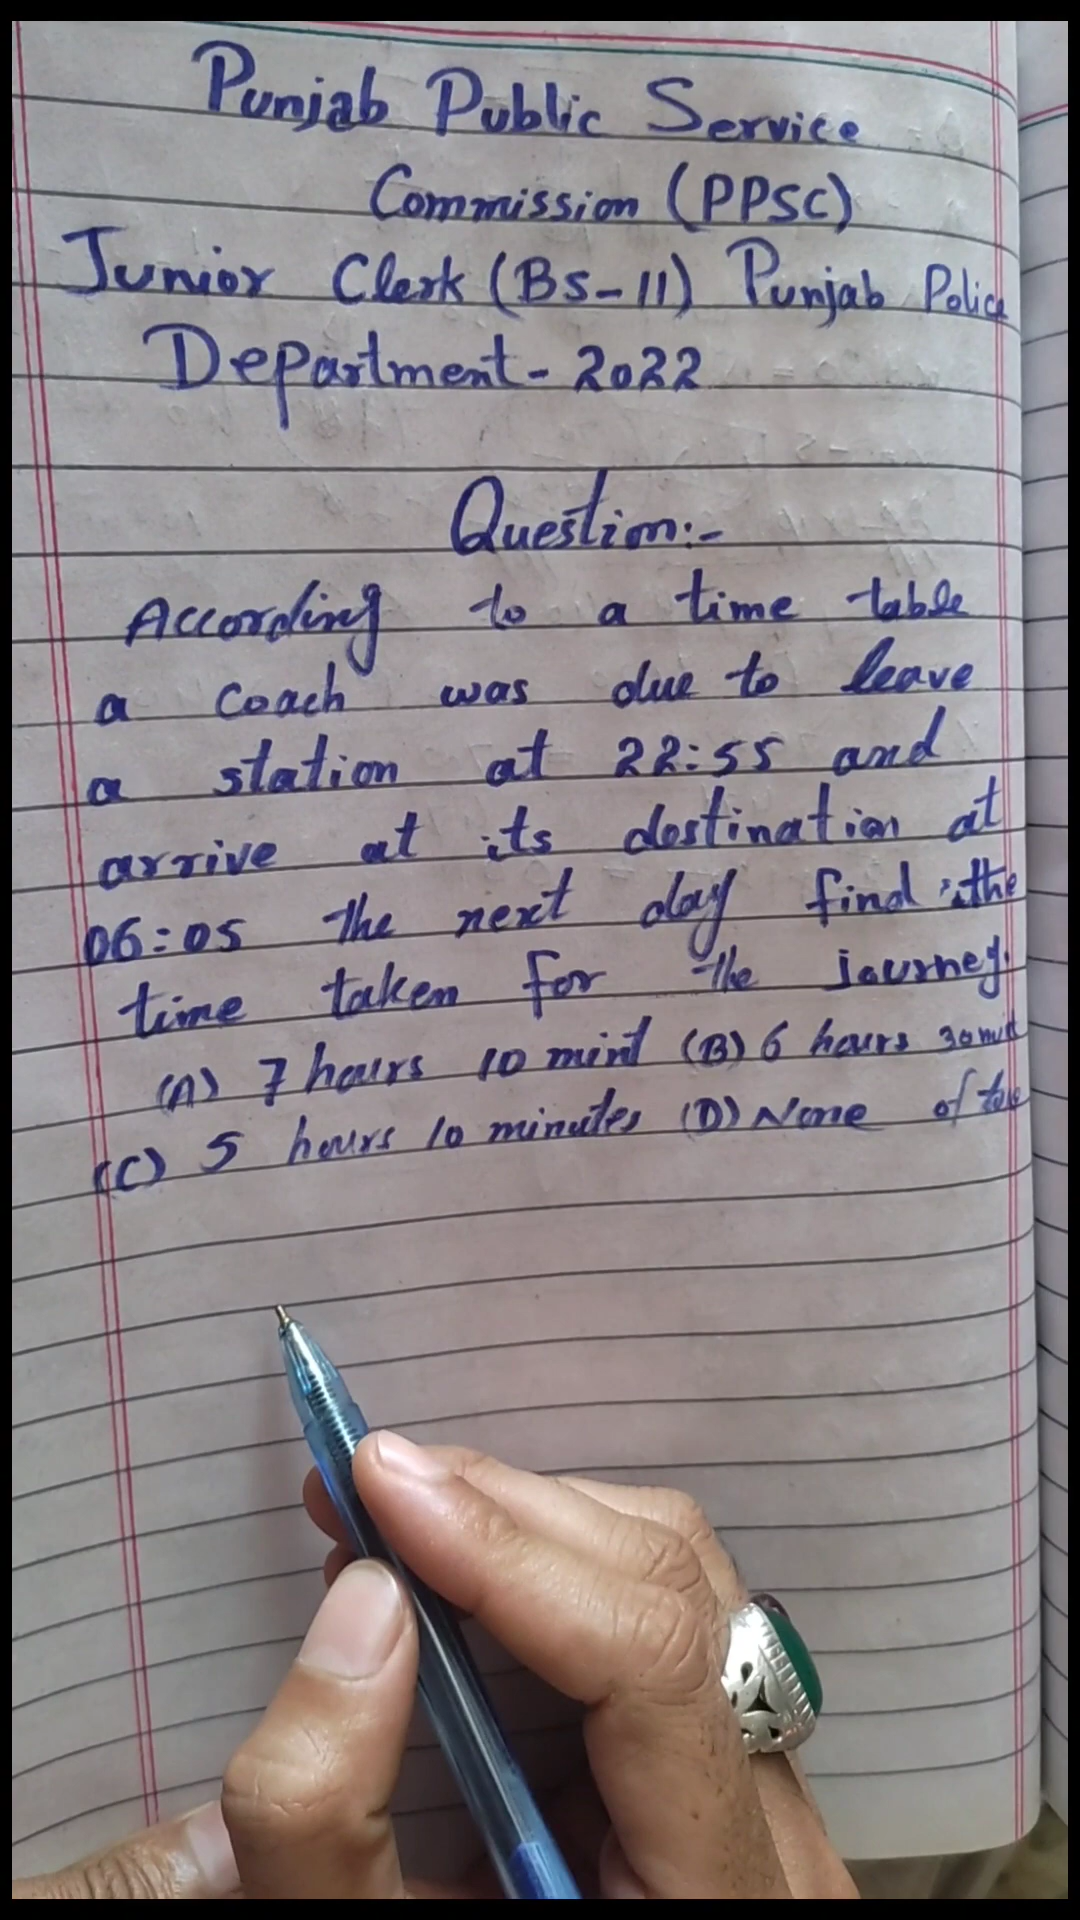 Punjab Public Service
Commission (PPSC)
Junior Clerk (BS-11) Punjab Police
Department - 2022
Question:-
According to a time table
a coach was due to leave
a station at 22:55 and
arrive at its destination at
06:05 the next day find the
time taken for the journey.
(A) 7 hours 10 mint (B) 6 hours 30 mint
(C) 5 hours 10 minutes (D) None of